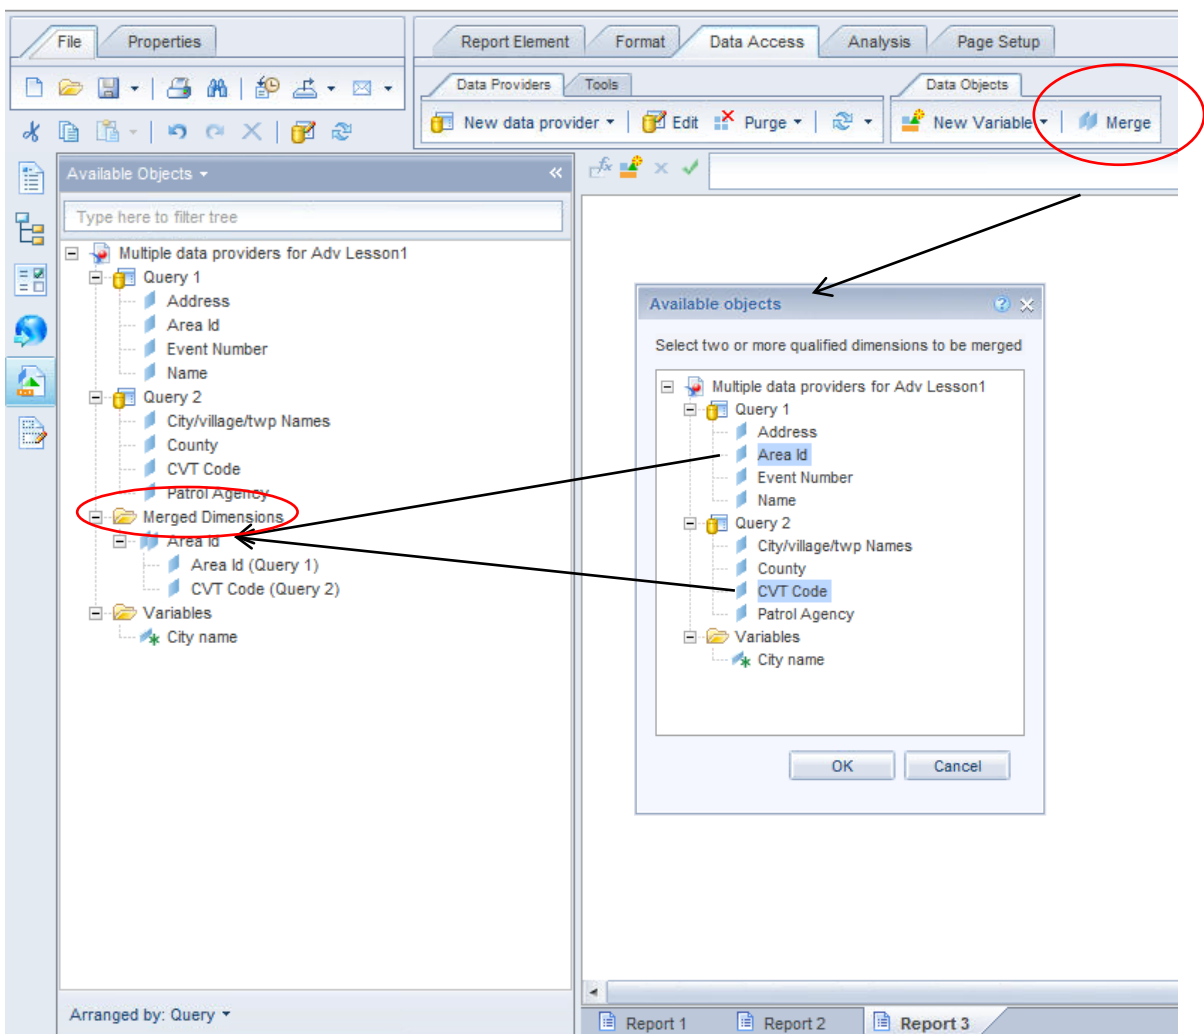 File
Properties
Report Element
Format
Data Access
Analysis
Page Setup
Data Providers
Tools
Data Objects
New data provider
Edit
Purge
New Variable
Merge
Available Objects
«
Type here to filter tree
Multiple data providers for Adv Lesson1
Query 1
Address
Area Id
Event Number
Name
Query 2
City/village/twp Names
County
CVT Code
Patrol Agency
Merged Dimensions
Area Id
Area Id (Query 1)
CVT Code (Query 2)
Variables
City name
Arranged by: Query
Available objects
Select two or more qualified dimensions to be merged
Multiple data providers for Adv Lesson1
Query 1
Address
Area Id
Event Number
Name
Query 2
City/village/twp Names
County
CVT Code
Patrol Agency
Variables
City name
OK
Cancel
Report 1
Report 2
Report 3